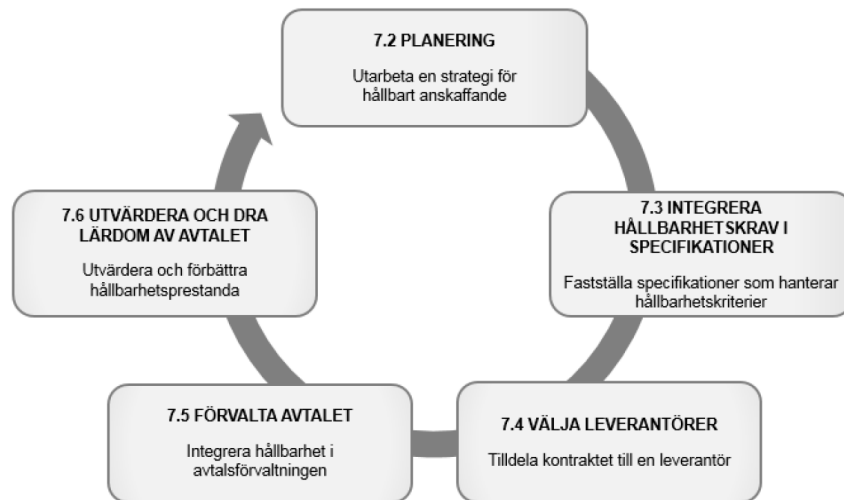 7.2 PLANERING
Utarbeta en strategi för
hållbart anskaffande
7.3 INTEGRERA
HÅLLBARHETSKRAV I
SPECIFIKATIONER
Fastställa specifikationer som hanterar
hållbarhetskriterier
7.4 VÄLJA LEVERANTÖRER
Tilldela kontraktet till en leverantör
7.5 FÖRVALTA AVTALET
Integrera hållbarhet i
avtalsförvaltningen
7.6 UTVÄRDERA OCH DRA
LÄRDOM AV AVTALET
Utvärdera och förbättra
hållbarhetsprestanda